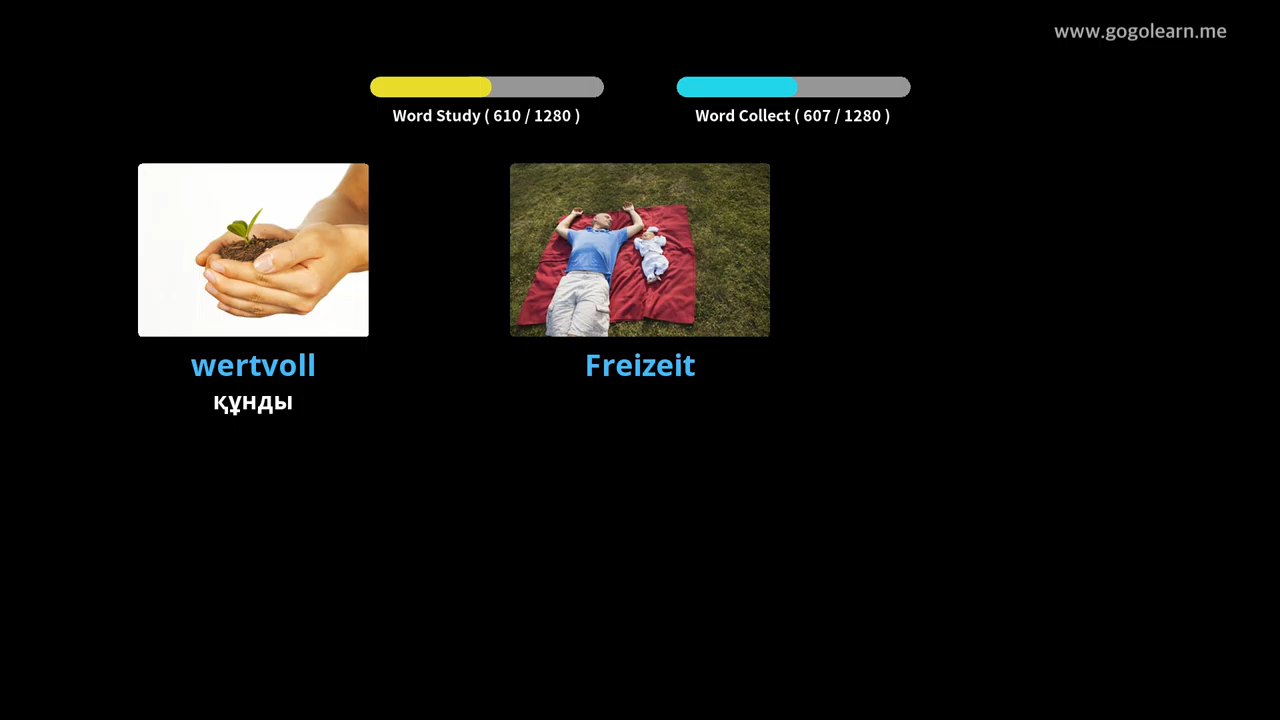 www.gogolearn.me
Word Study ( 610 / 1280 )
Word Collect ( 607 / 1280 )
wertvoll
құнды
Freizeit